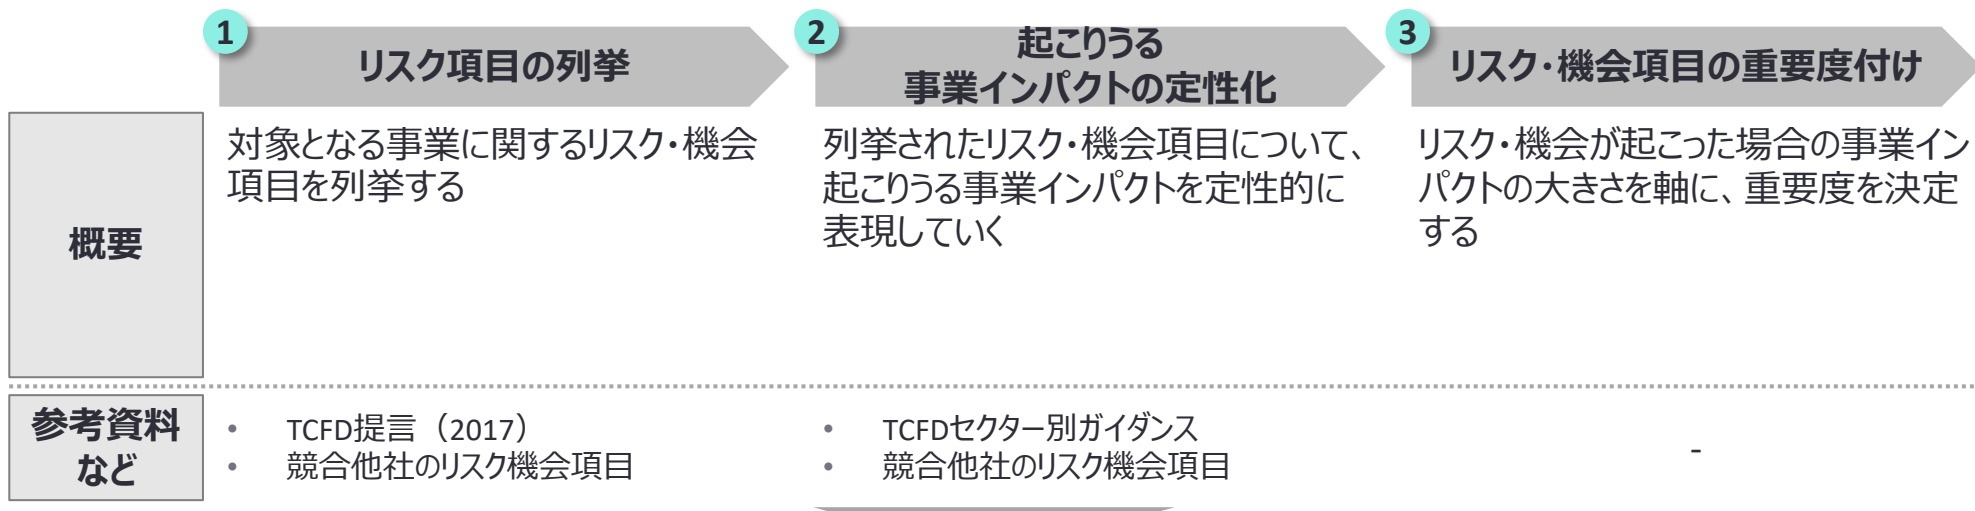 1
リスク項目の列挙
2
起こりうる
事業インパクトの定性化
3
リスク・機会項目の重要度付け
概要
対象となる事業に関するリスク・機会
項目を列挙する
列挙されたリスク・機会項目について、
起こりうる事業インパクトを定性的に
表現していく
リスク・機会が起こった場合の事業イン
パクトの大きさを軸に、重要度を決定
する
参考資料
など
• TCFD提言（2017）
• 競合他社のリスク機会項目
• TCFDセクター別ガイダンス
• 競合他社のリスク機会項目
-